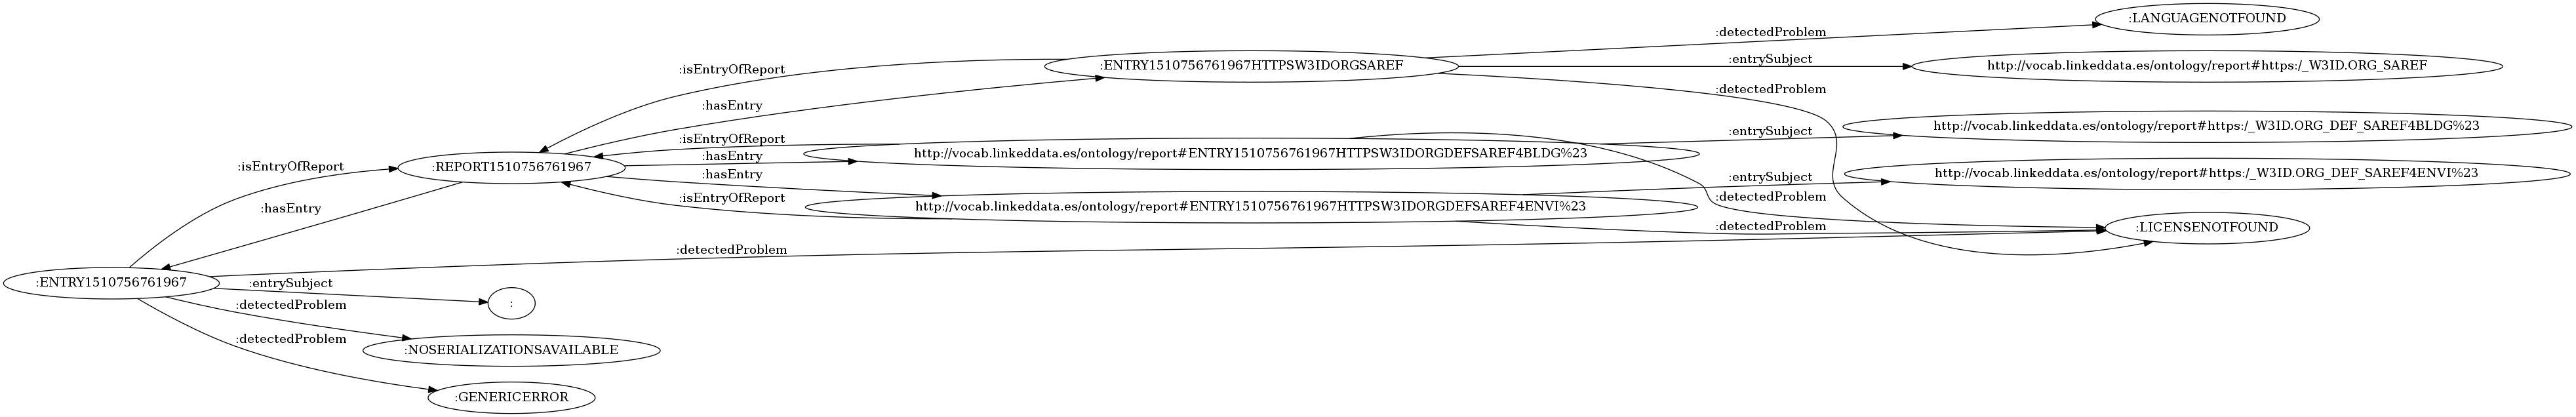 :LANGUAGENOTFOUND
:detectedProblem
:entrySubject
http://vocab.linkeddata.es/ontology/report#https:/_W3ID.ORG_SAREF
:ENTRY1510756761967HTTPSW3IDORGSAREF
:isEntryOfReport
:detectedProblem
:hasEntry
http://vocab.linkeddata.es/ontology/report#https:/_W3ID.ORG_DEF_SAREF4BLDG%23
:entrySubject
:isEntryOfReport
http://vocab.linkeddata.es/ontology/report#ENTRY1510756761967HTTPSW3IDORGDEFSAREF4BLDG%23
:hasEntry
:isEntryOfReport
:REPORT1510756761967
:hasEntry
:entrySubject
http://vocab.linkeddata.es/ontology/report#https:/_W3ID.ORG_DEF_SAREF4ENVI%23
:isEntryOfReport
:detectedProblem
http://vocab.linkeddata.es/ontology/report#ENTRY1510756761967HTTPSW3IDORGDEFSAREF4ENVI%23
:hasEntry
:detectedProblem
:LICENSENOTFOUND
:detectedProblem
:ENTRY1510756761967
:entrySubject
:
:detectedProblem
:NOSERIALIZATIONSAVAILABLE
:detectedProblem
:GENERICERROR